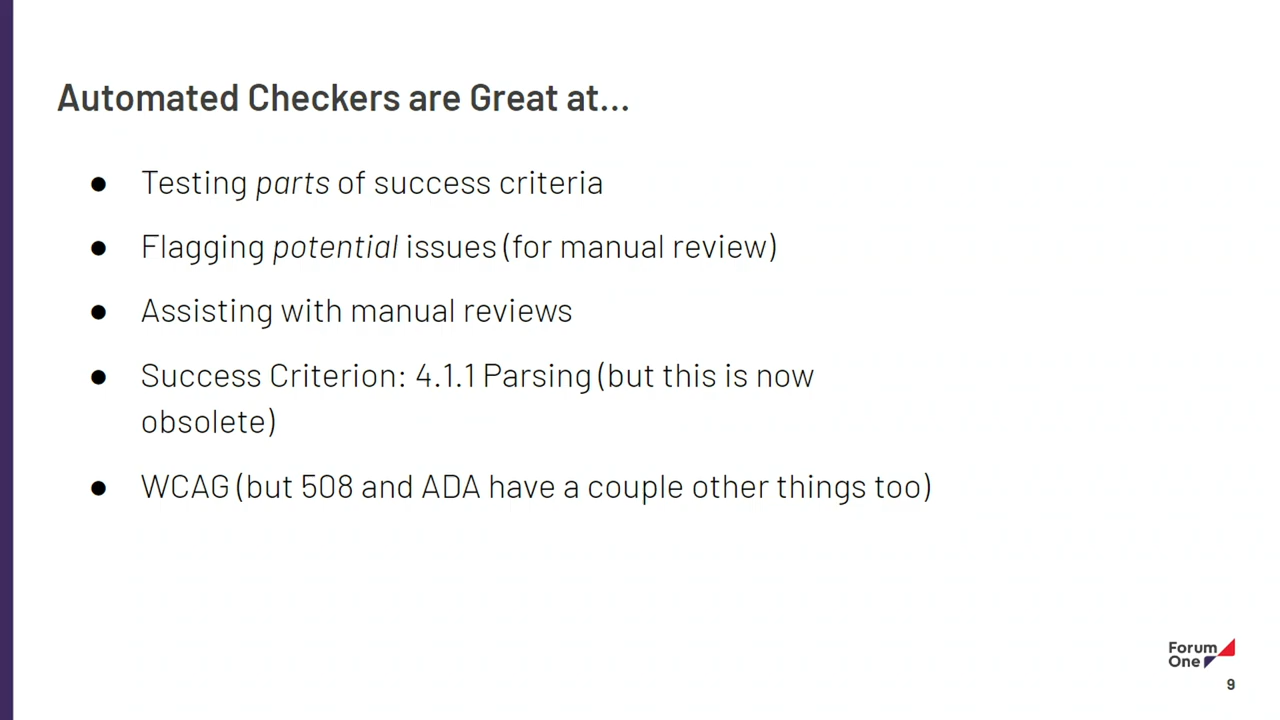 Automated Checkers are Great at...
● Testing parts of success criteria
● Flagging potential issues (for manual review)
● Assisting with manual reviews
● Success Criterion: 4.1.1 Parsing (but this is now
obsolete)
● WCAG (but 508 and ADA have a couple other things too)
Forum
One
9